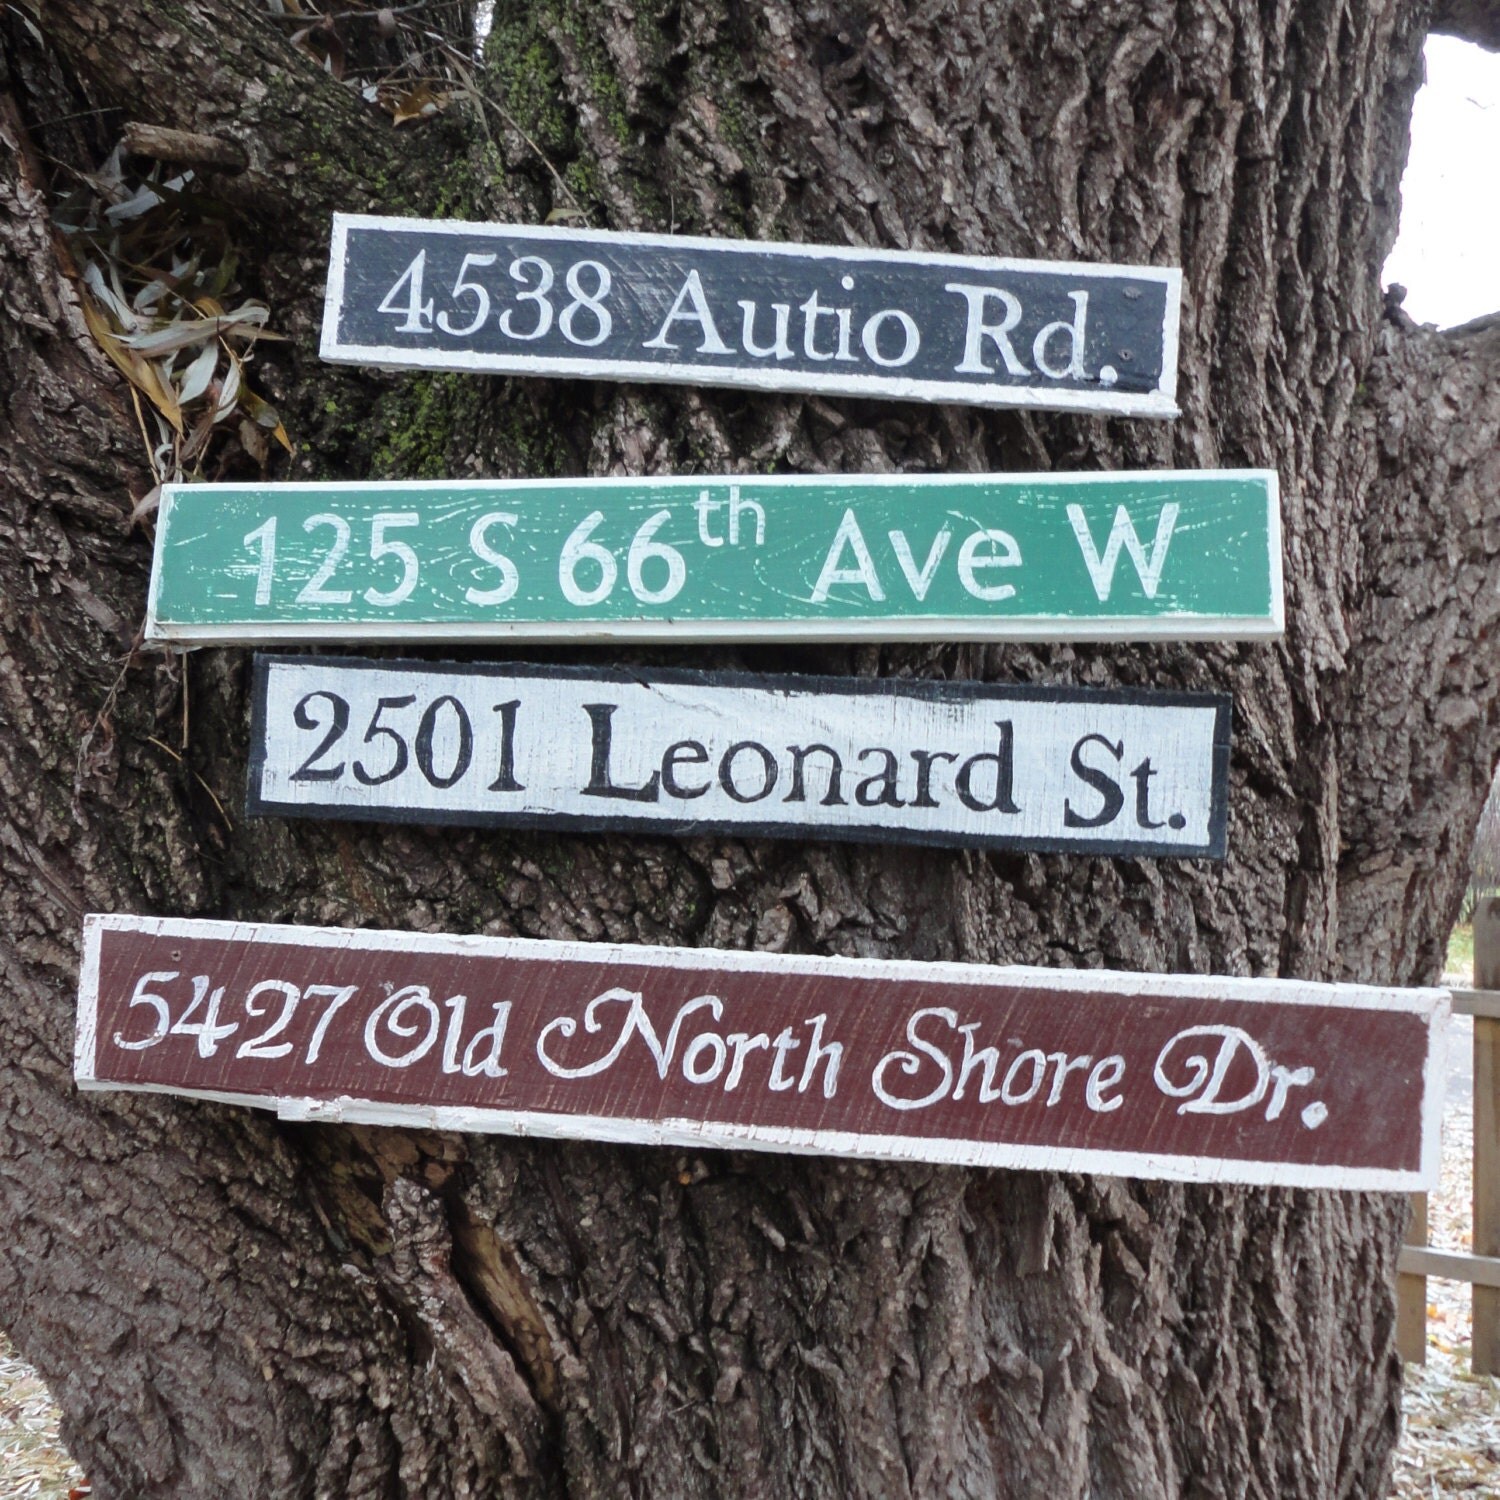 4538 Autio Rd.
125 S 66th Ave W
2501 Leonard St.
5427 Old North Shore Dr.